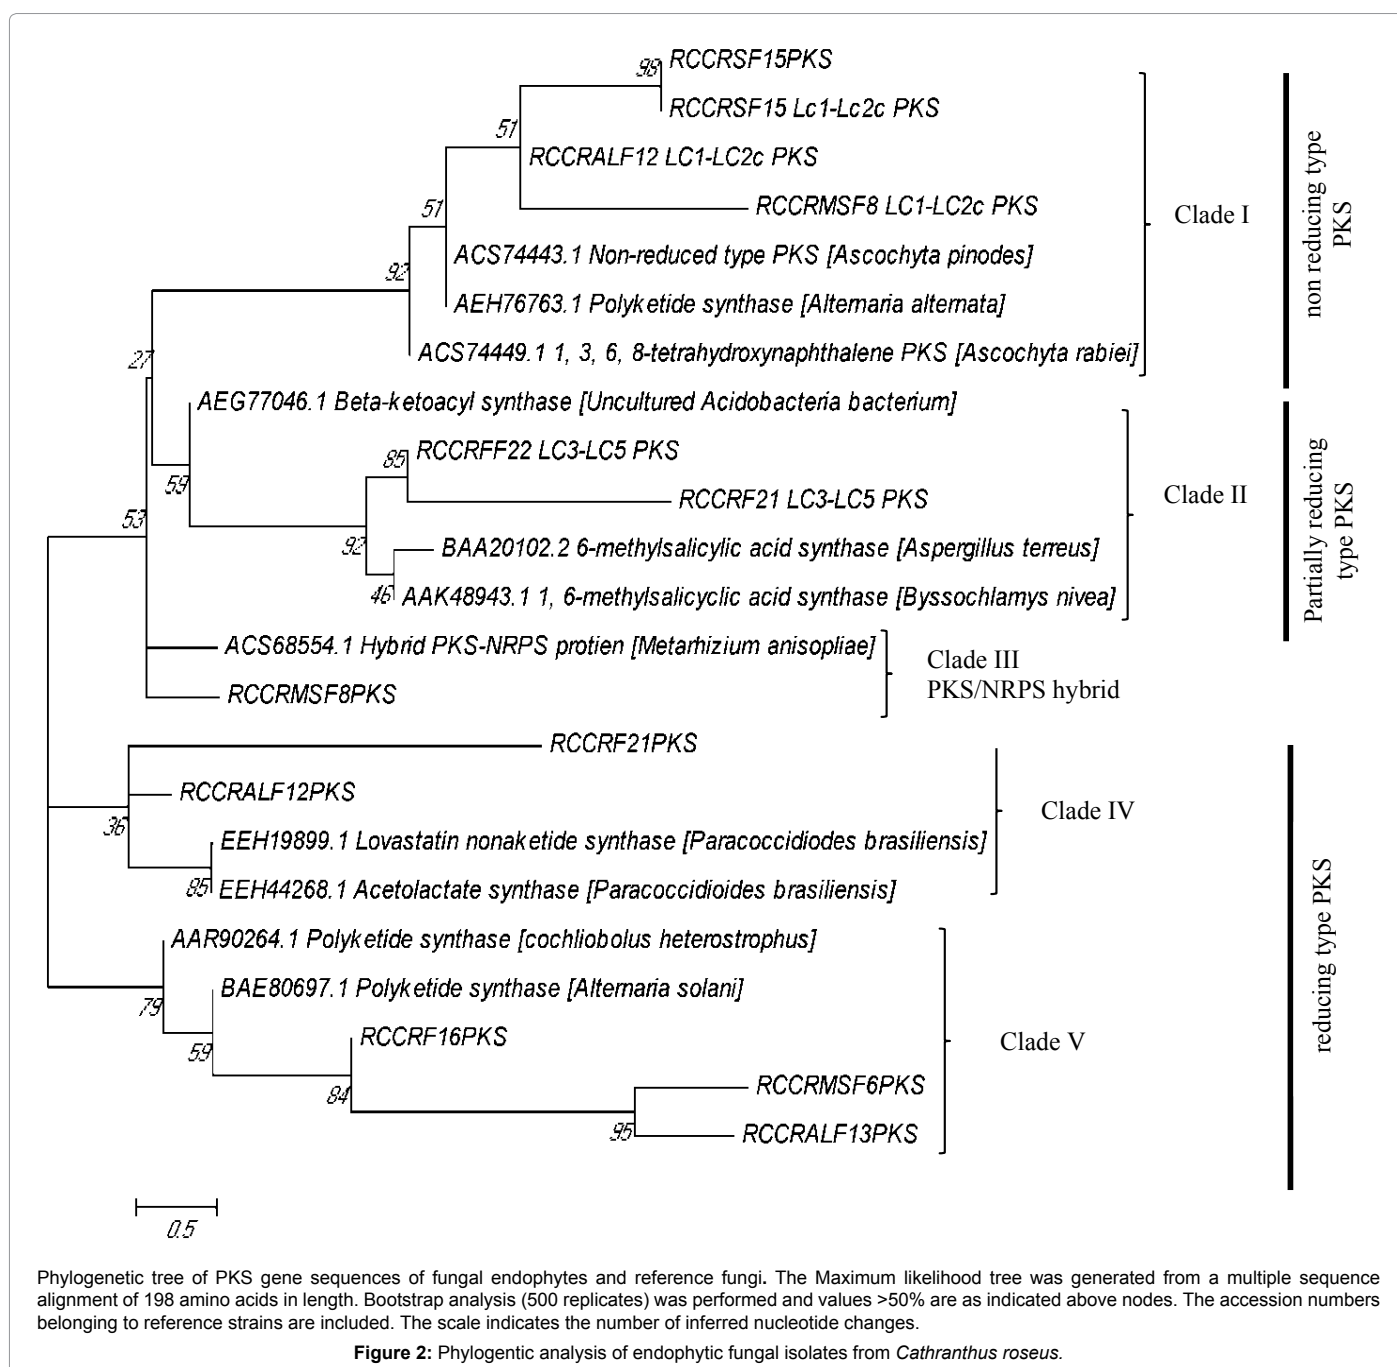 98 RCCRSF15PKS
RCCRSF15 Lc1-Lc2c PKS
51
RCCRALF12 LC1-LC2c PKS
RCCRMSF8 LC1-LC2c PKS
51
ACS74443.1 Non-reduced type PKS [Ascochyta pinodes]
92
AEH76763.1 Polyketide synthase [Alternaria alternata]
ACS74449.1 1, 3, 6, 8-tetrahydroxynaphthalene PKS [Ascochyta rabiei]
Clade I
non reducing type
PKS
27
AEG77046.1 Beta-ketoacyl synthase [Uncultured Acidobacteria bacterium]
85 RCCRFF22 LC3-LC5 PKS
59
RCCRF21 LC3-LC5 PKS
53
92
BAA20102.2 6-methylsalicylic acid synthase [Aspergillus terreus]
46 AAK48943.1 1, 6-methylsalicyclic acid synthase [Byssochlamys nivea]
Clade II
Partially reducing
type PKS
ACS68554.1 Hybrid PKS-NRPS protien [Metarhizium anisopliae]
RCCRMSF8PKS
Clade III
PKS/NRPS hybrid
RCCRF21PKS
RCCRALF12PKS
36
EEH19899.1 Lovastatin nonaketide synthase [Paracoccidiodes brasiliensis]
85 EEH44268.1 Acetolactate synthase [Paracoccidioides brasiliensis]
Clade IV
AAR90264.1 Polyketide synthase [cochliobolus heterostrophus]
BAE80697.1 Polyketide synthase [Alternaria solani]
79
RCCRF16PKS
59
RCCRMSF6PKS
84
95 RCCRALF13PKS
Clade V
reducing type PKS
0.5
Phylogenetic tree of PKS gene sequences of fungal endophytes and reference fungi. The Maximum likelihood tree was generated from a multiple sequence
alignment of 198 amino acids in length. Bootstrap analysis (500 replicates) was performed and values >50% are as indicated above nodes. The accession numbers
belonging to reference strains are included. The scale indicates the number of inferred nucleotide changes.
Figure 2: Phylogentic analysis of endophytic fungal isolates from Cathranthus roseus.